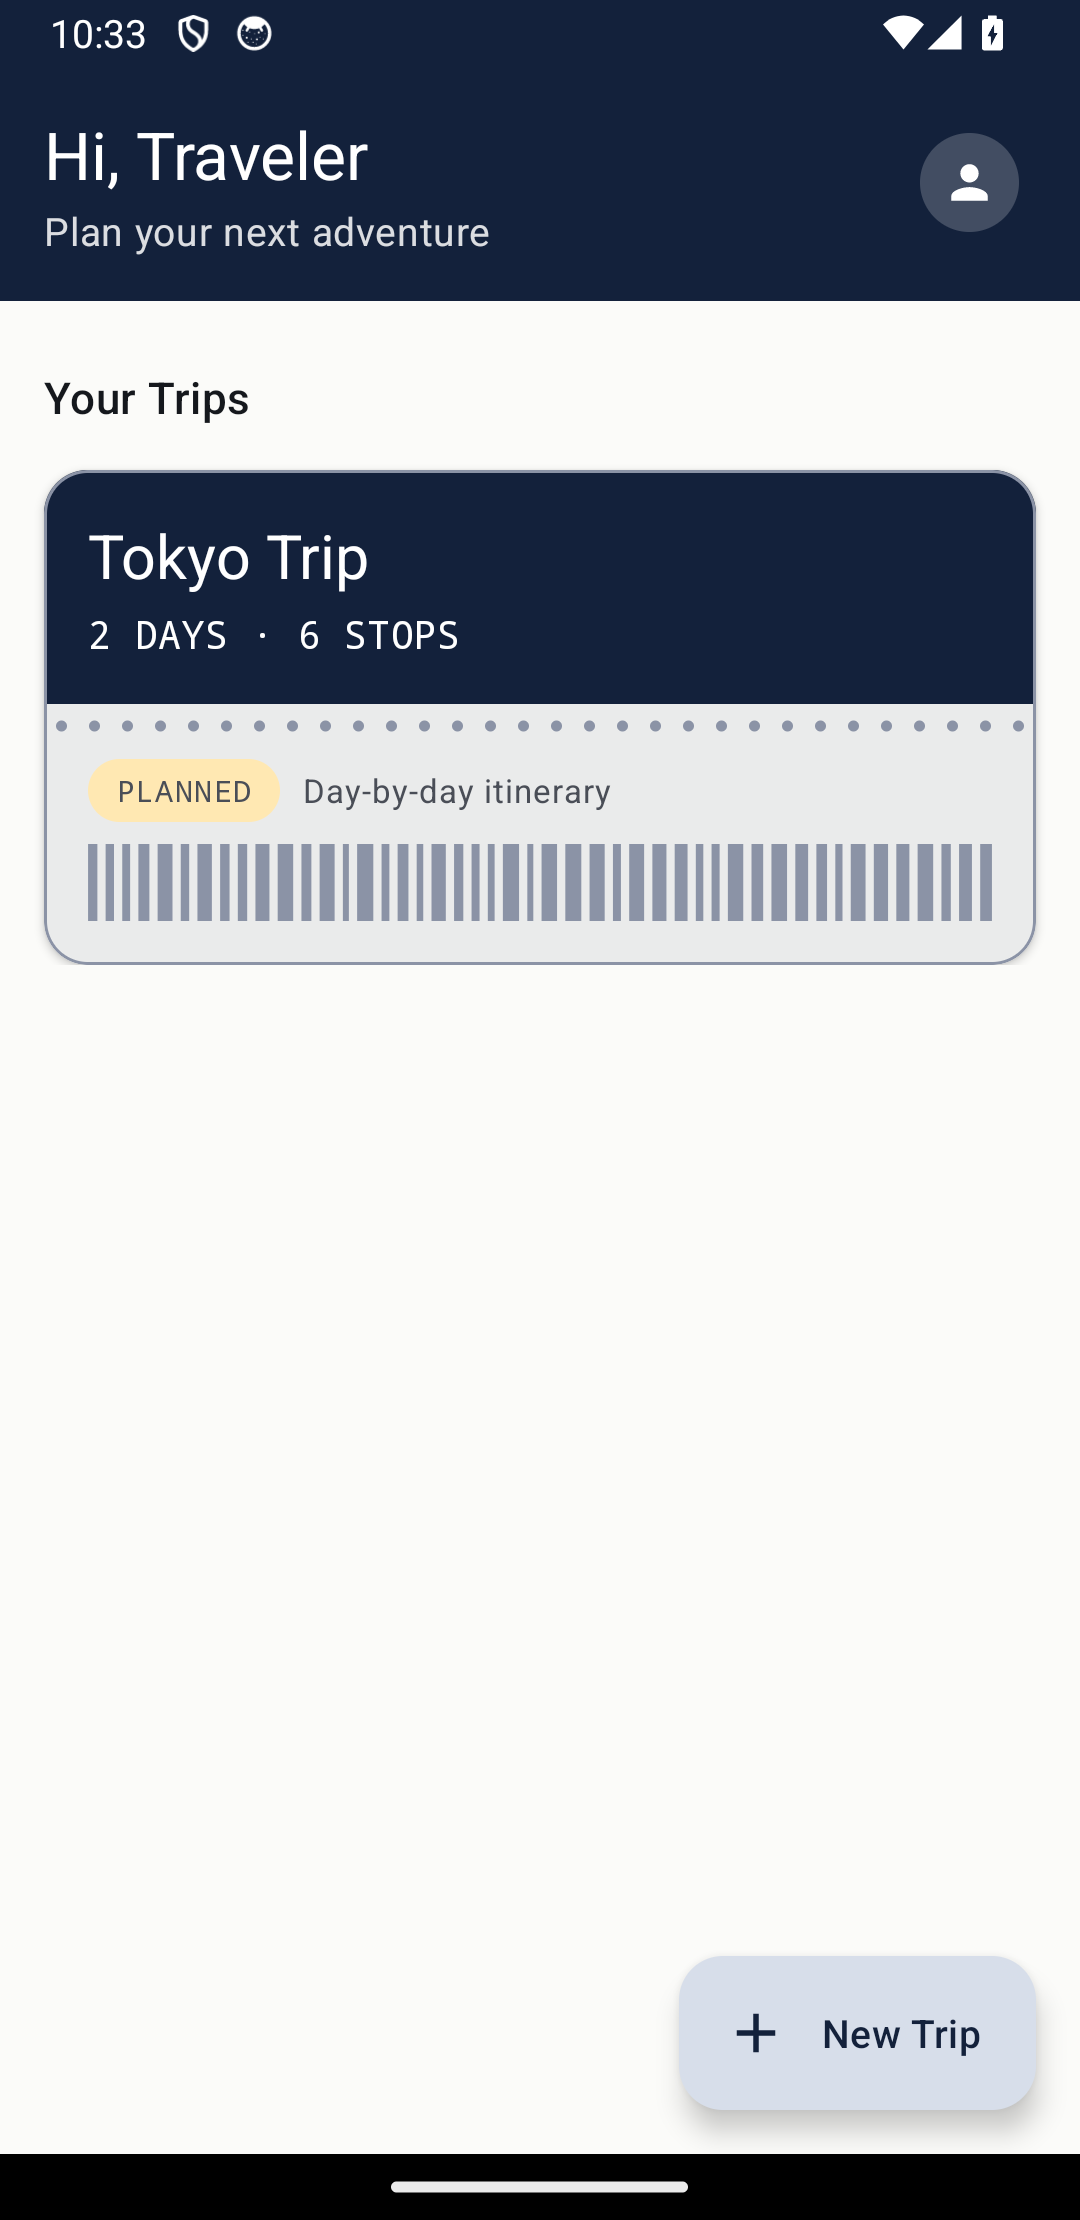 10:33
Hi, Traveler
Plan your next adventure
Your Trips
Tokyo Trip
2 DAYS · 6 STOPS
PLANNED
Day-by-day itinerary
New Trip